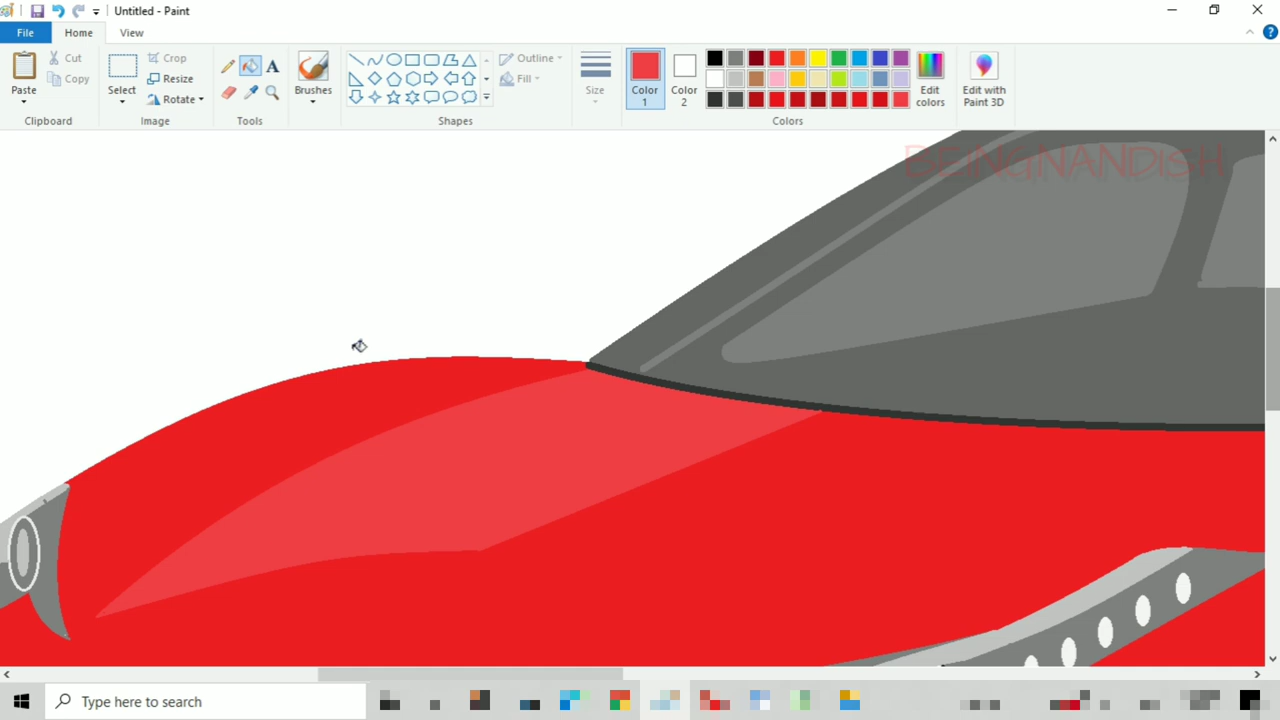 Untitled - Paint
File
Home
View
Paste
Cut
Copy
Clipboard
Select
Crop
Resize
Rotate
Image
A
Tools
Brushes
Shapes
Outline
Fill
Size
Color 1
Color 2
Edit colors
Colors
Edit with Paint 3D
?
BEINGNANDISH
Type here to search